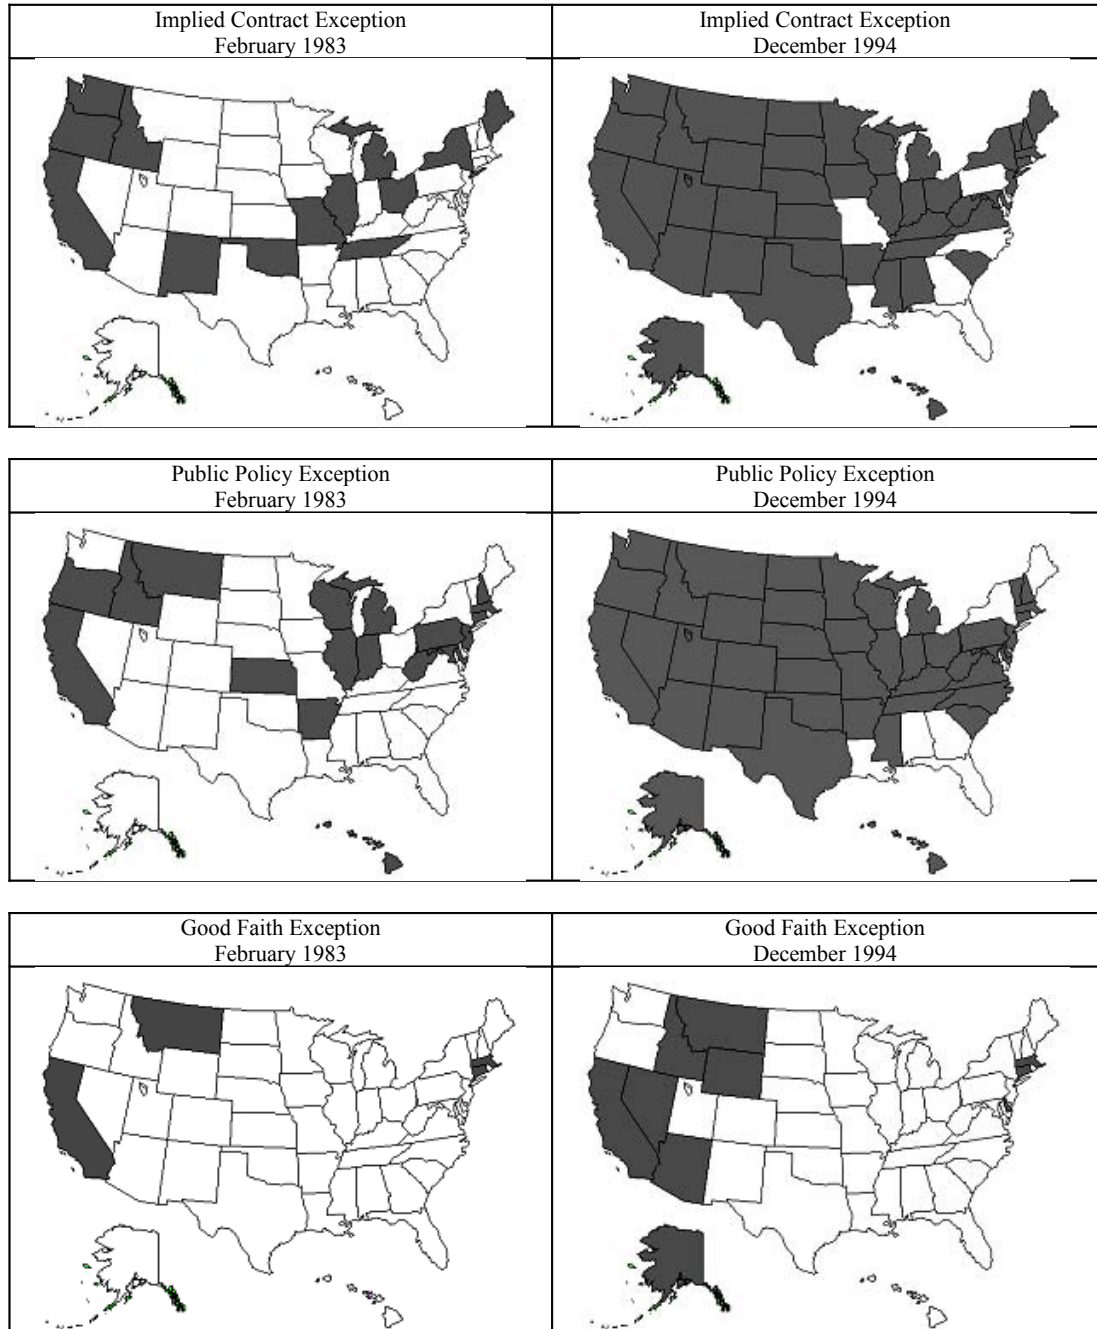 Implied Contract Exception
February 1983
Implied Contract Exception
December 1994
Public Policy Exception
February 1983
Public Policy Exception
December 1994
Good Faith Exception
February 1983
Good Faith Exception
December 1994